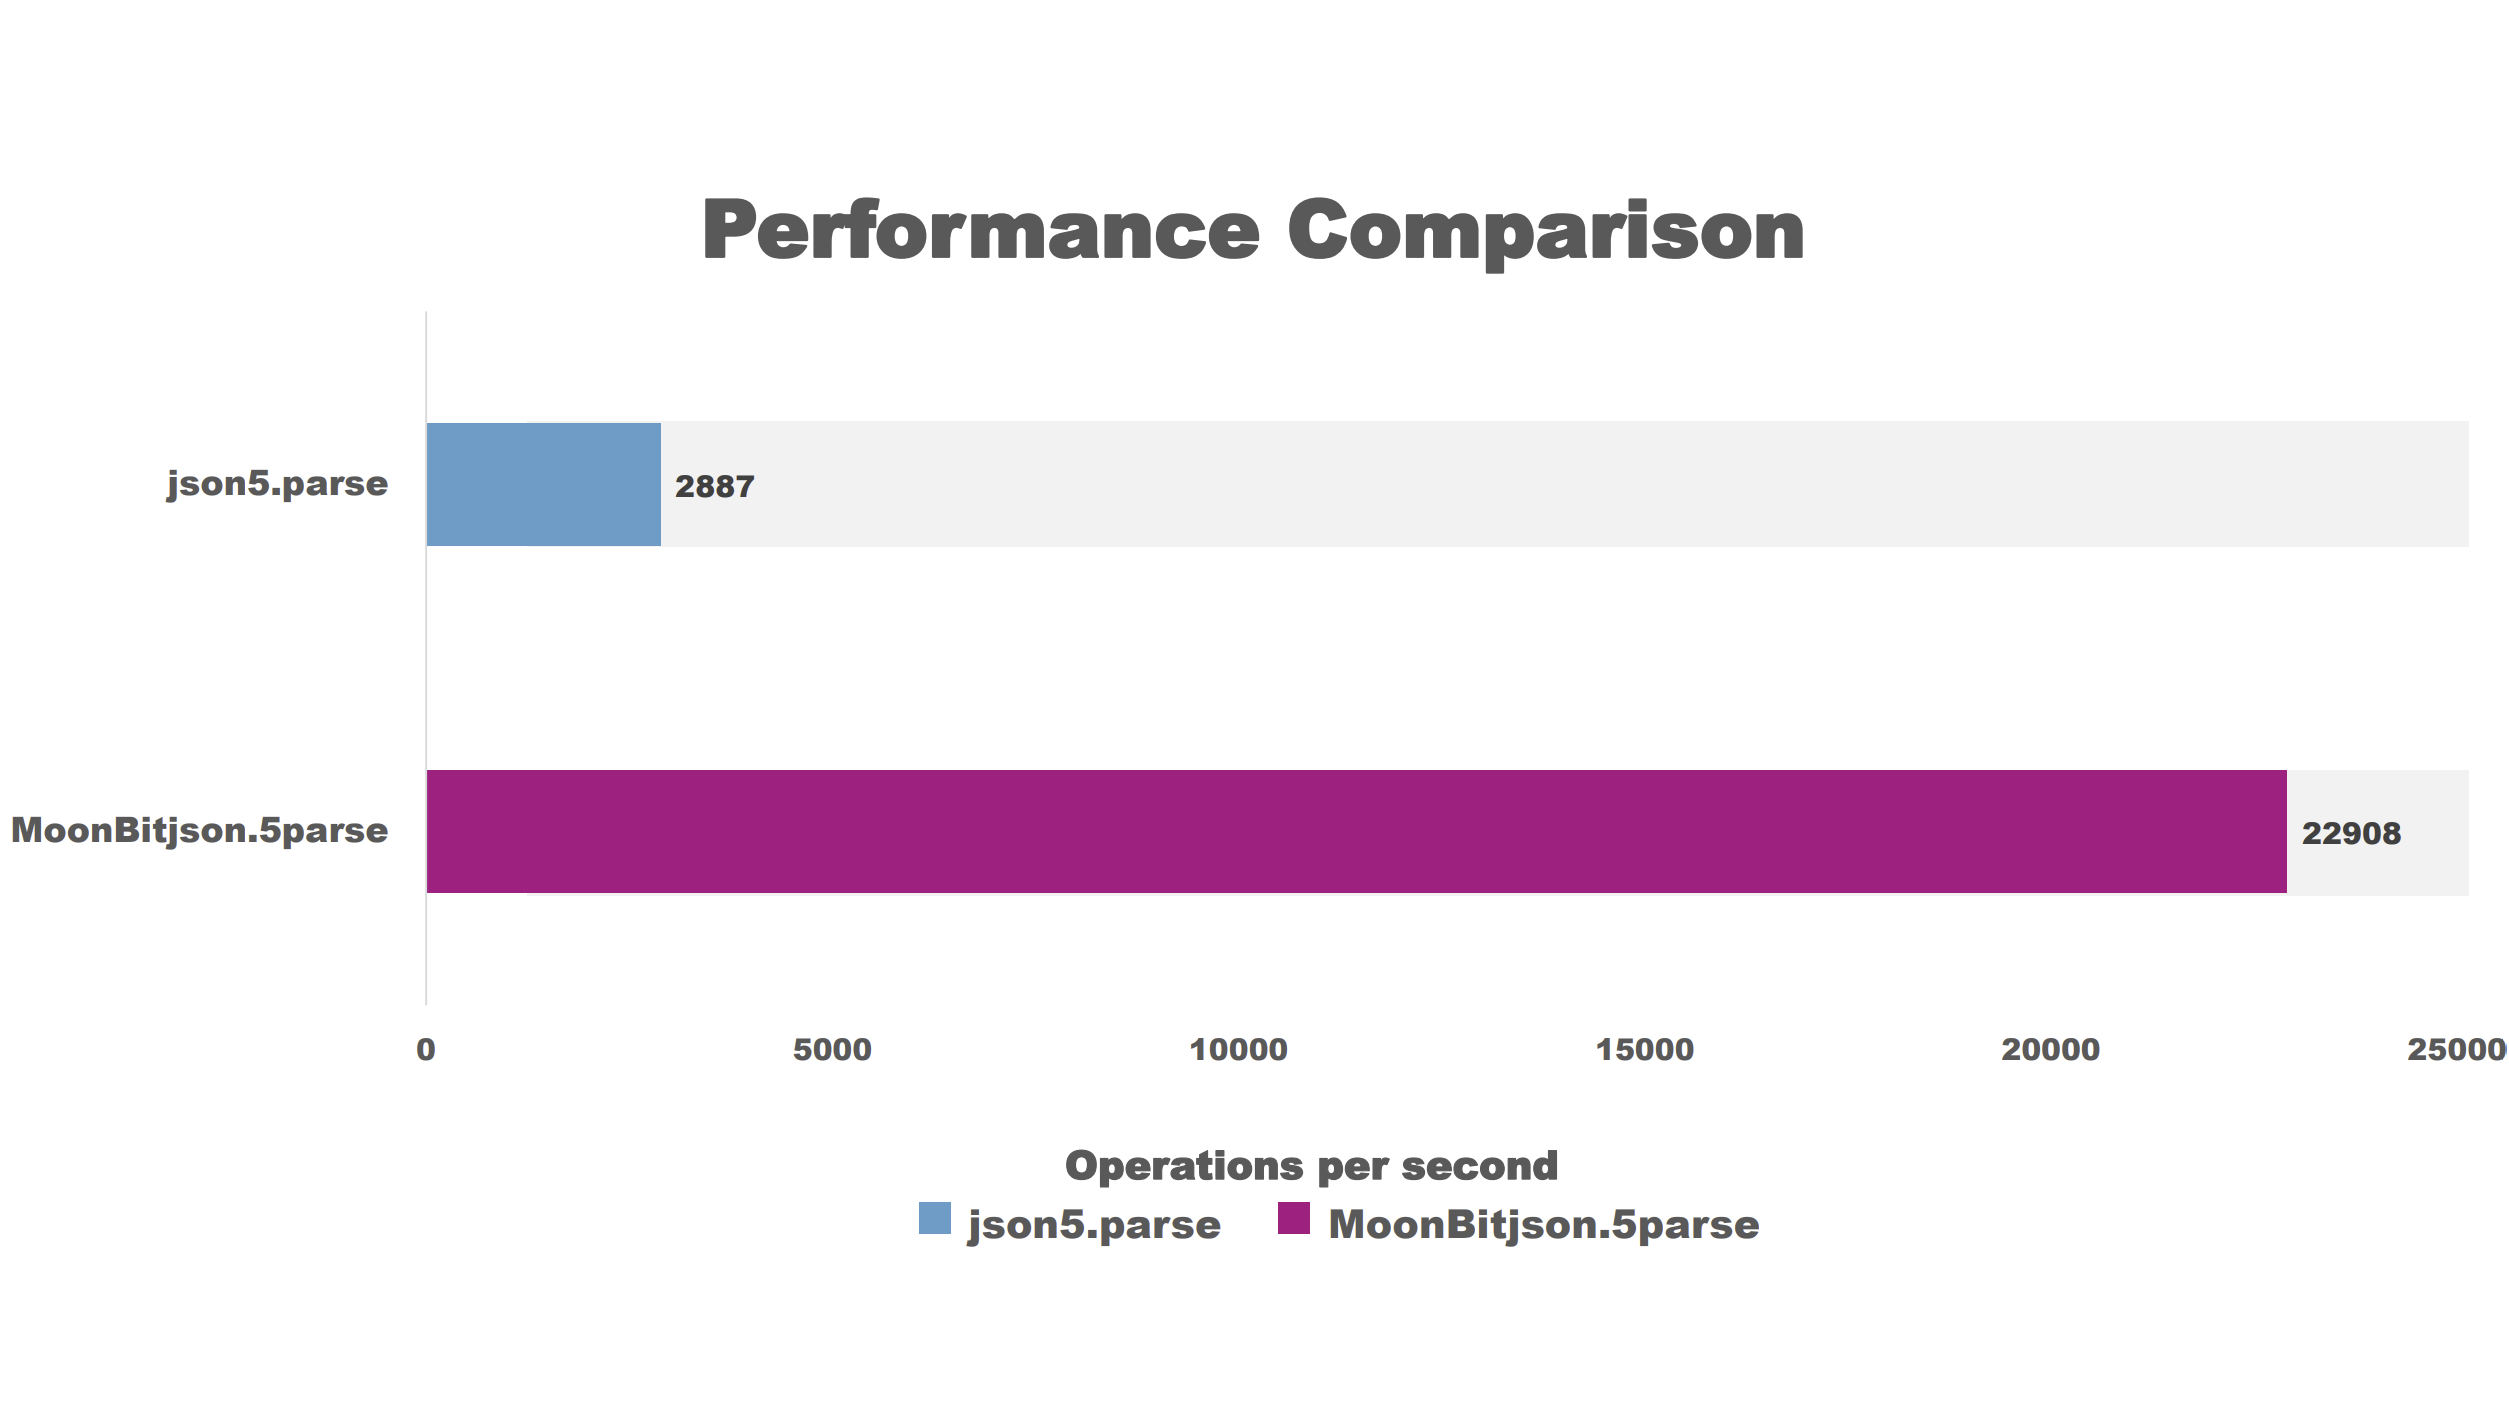 Performance Comparison
json5.parse
2887
MoonBitjson.5parse
22908
0 5000 10000 15000 20000 25000
Operations per second
json5.parse MoonBitjson.5parse